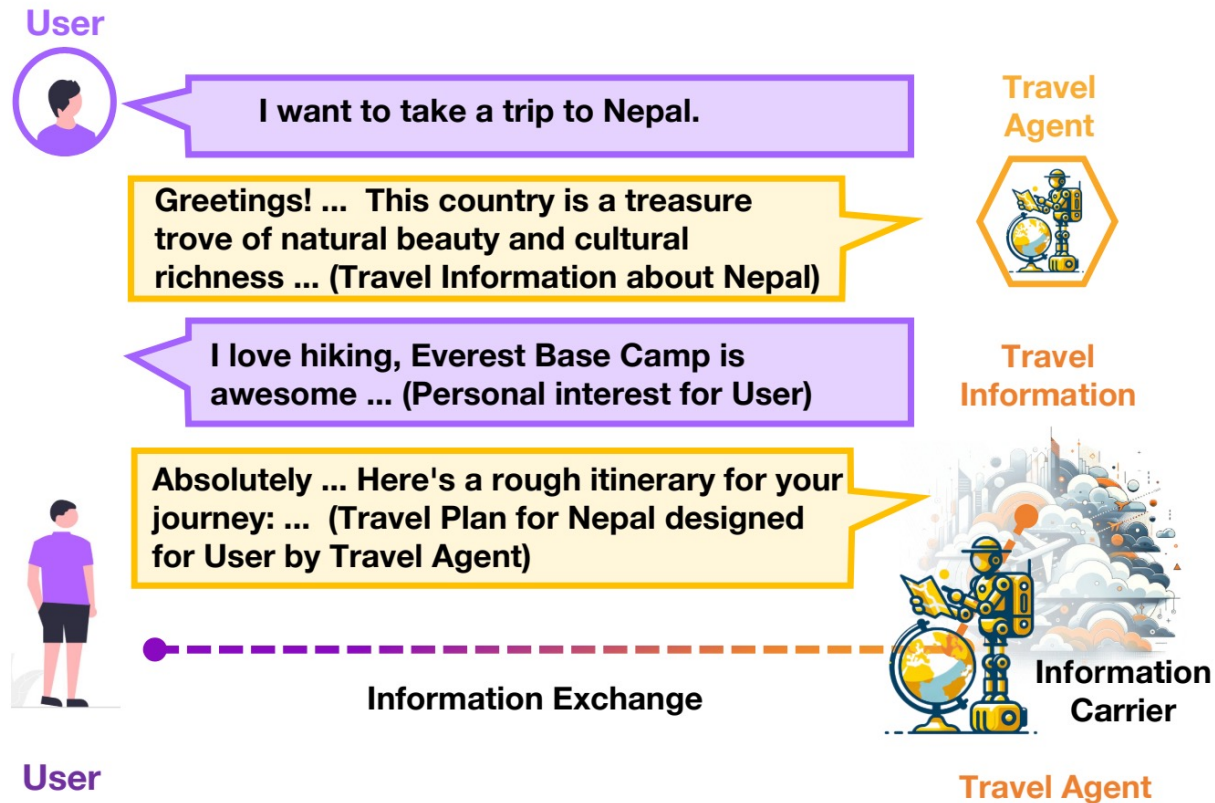 User
I want to take a trip to Nepal.
Travel
Agent
Greetings! ... This country is a treasure
trove of natural beauty and cultural
richness ... (Travel Information about Nepal)
I love hiking, Everest Base Camp is
awesome ... (Personal interest for User)
Travel
Information
Absolutely ... Here's a rough itinerary for your
journey: ... (Travel Plan for Nepal designed
for User by Travel Agent)
Information Exchange
Information
Carrier
User
Travel Agent